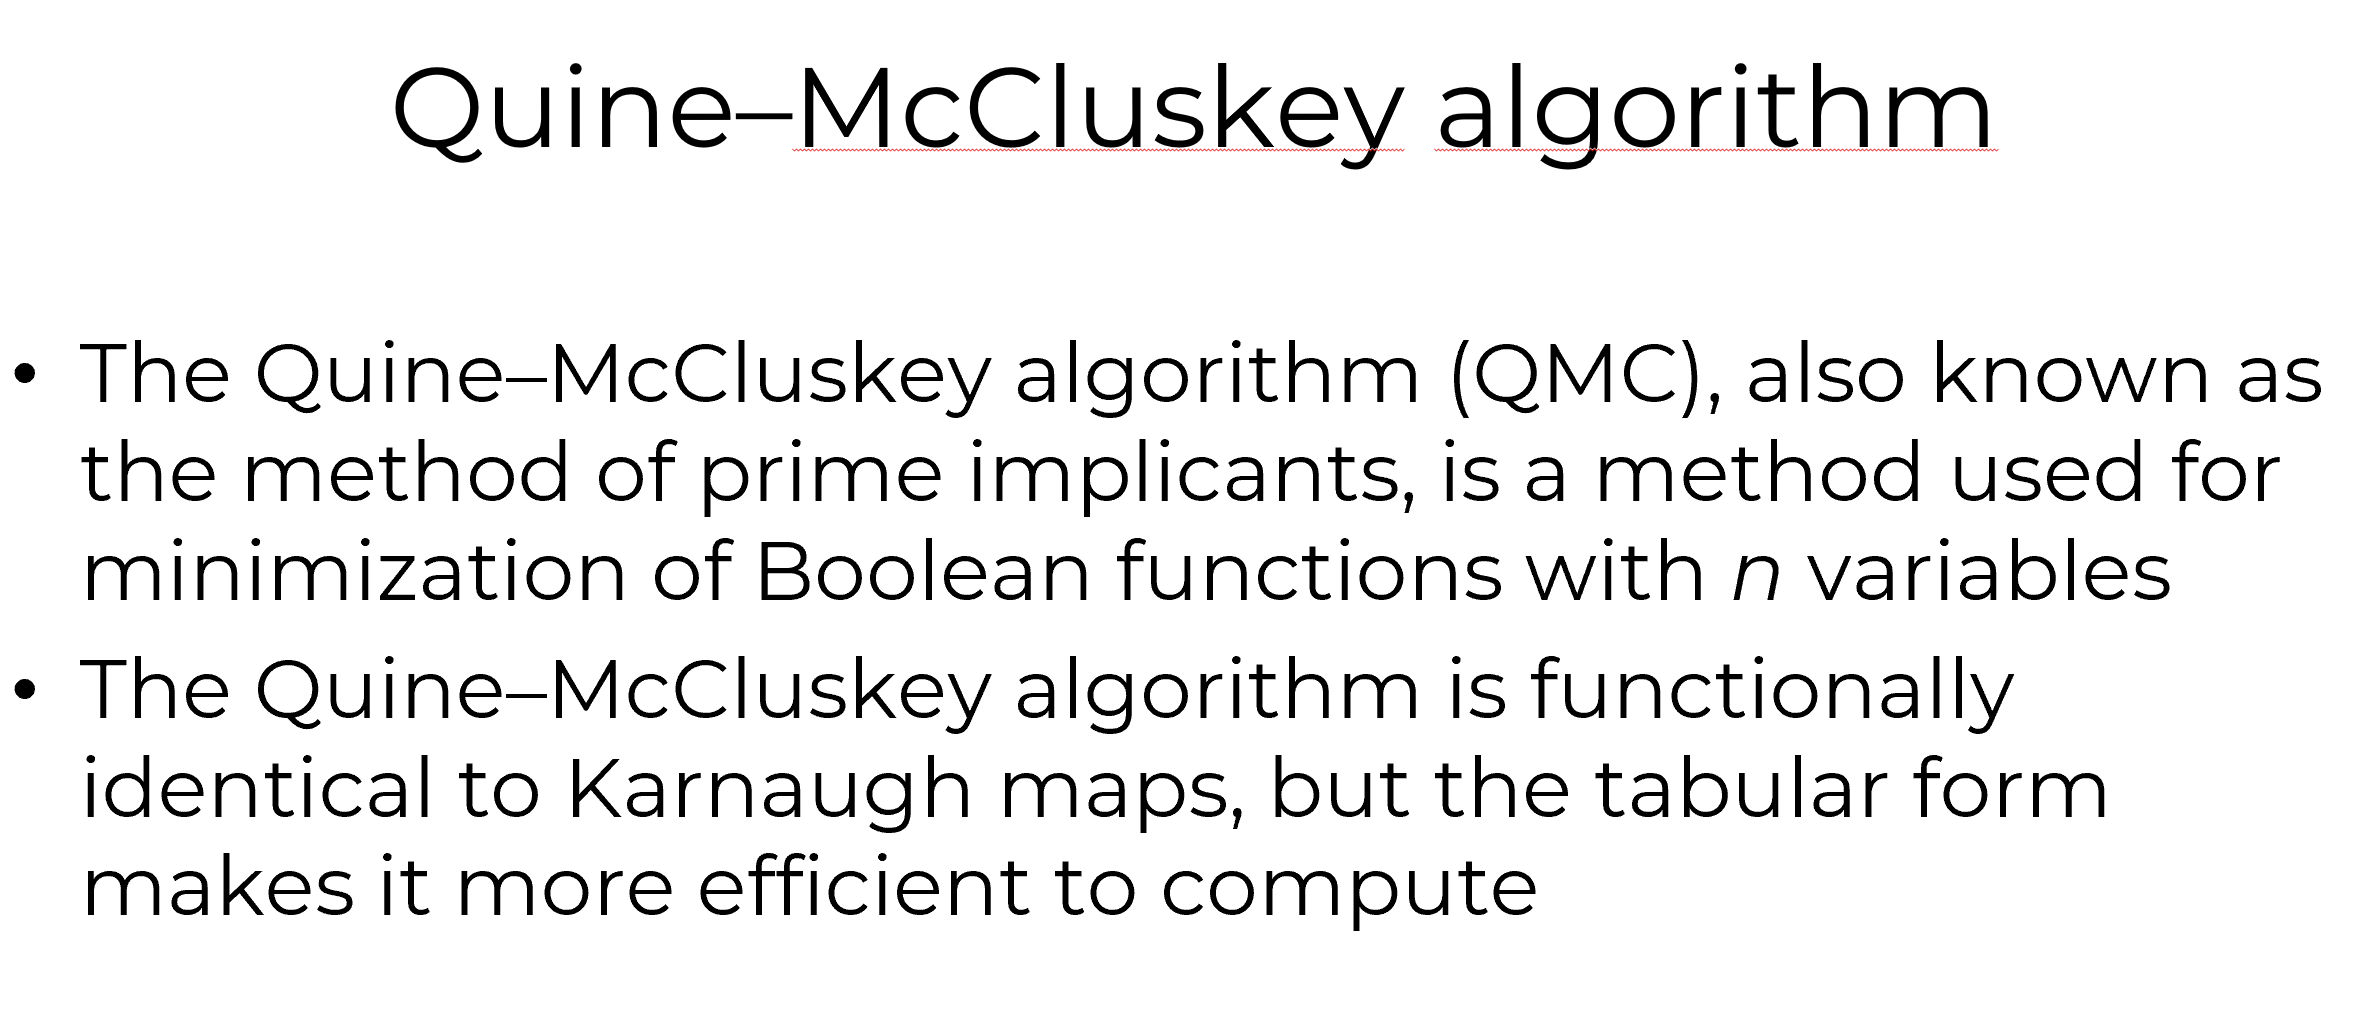 Quine–McCluskey algorithm
• The Quine–McCluskey algorithm (QMC), also known as
the method of prime implicants, is a method used for
minimization of Boolean functions with n variables
• The Quine–McCluskey algorithm is functionally
identical to Karnaugh maps, but the tabular form
makes it more efficient to compute